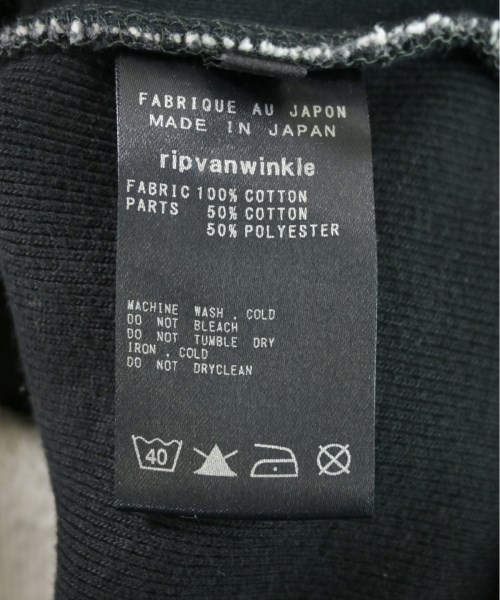 FABRIQUE AU JAPON
MADE IN JAPAN
ripvanwinkle
FABRIC 100% COTTON
PARTS 50% COTTON
50% POLYESTER
MACHINE WASH . COLD
DO NOT BLEACH
DO NOT TUMBLE DRY
IRON . COLD
DO NOT DRYCLEAN
40